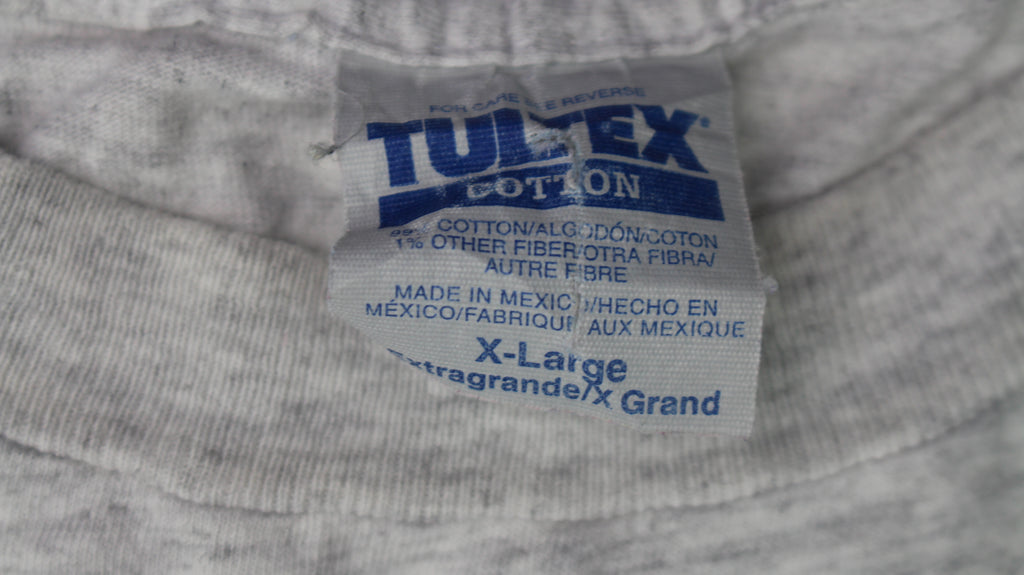 FOR CARE SEE REVERSE
TULTEX®
COTTON
99% COTTON/ALGODÓN/COTON
1% OTHER FIBER/OTRA FIBRA/
AUTRE FIBRE
MADE IN MEXICO/HECHO EN
MÉXICO/FABRIQUÉ AUX MEXIQUE
X-Large
Extragrande/X Grand